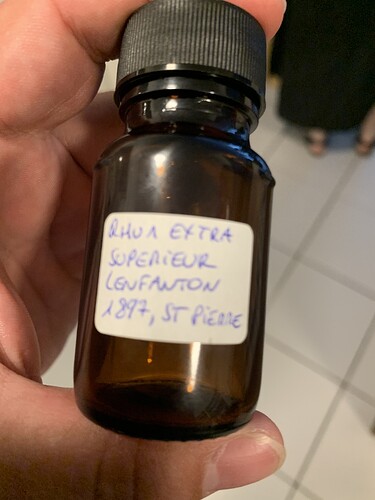 RHUM EXTRA
SUPERIEUR
LENFANTON
1897, ST PIERRE